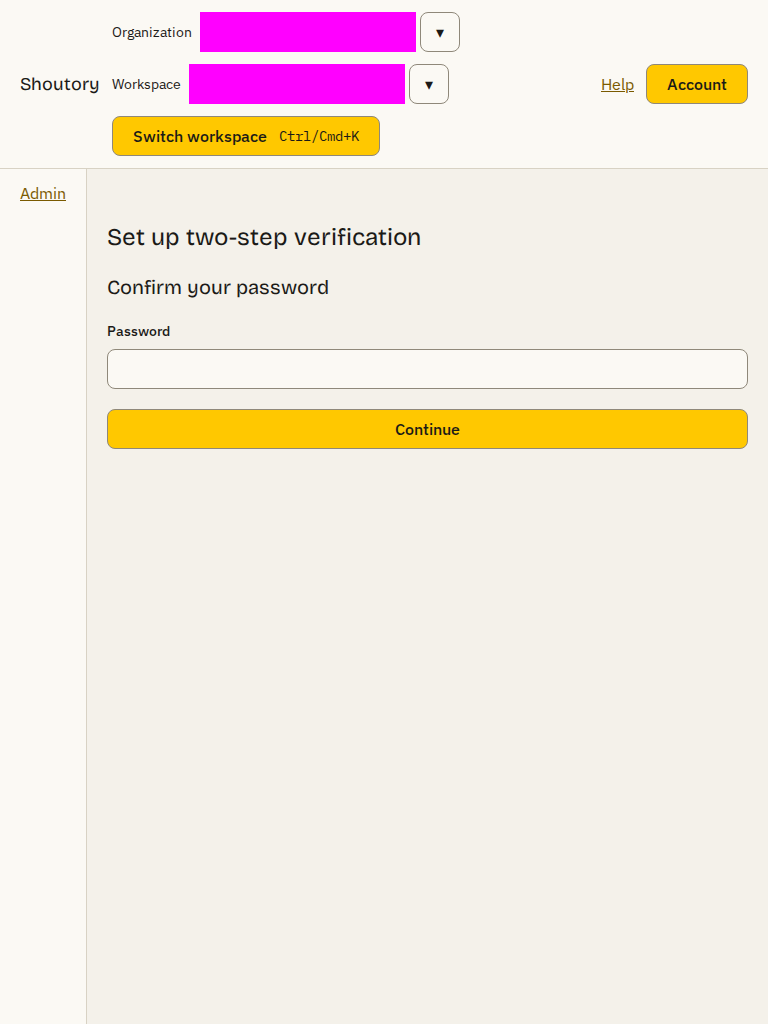 Organization ▼
Shoutory Workspace ▼ Help Account
Switch workspace Ctrl/Cmd+K
Admin
Set up two-step verification
Confirm your password
Password
Continue